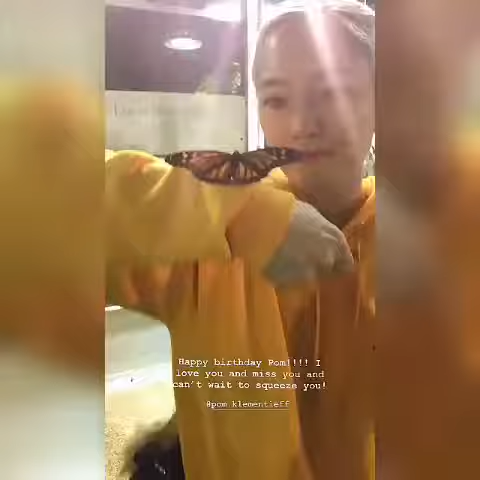 Happy birthday Pom!!!! I
love you and miss you and
can't wait to squeeze you!
@pom.klementieff